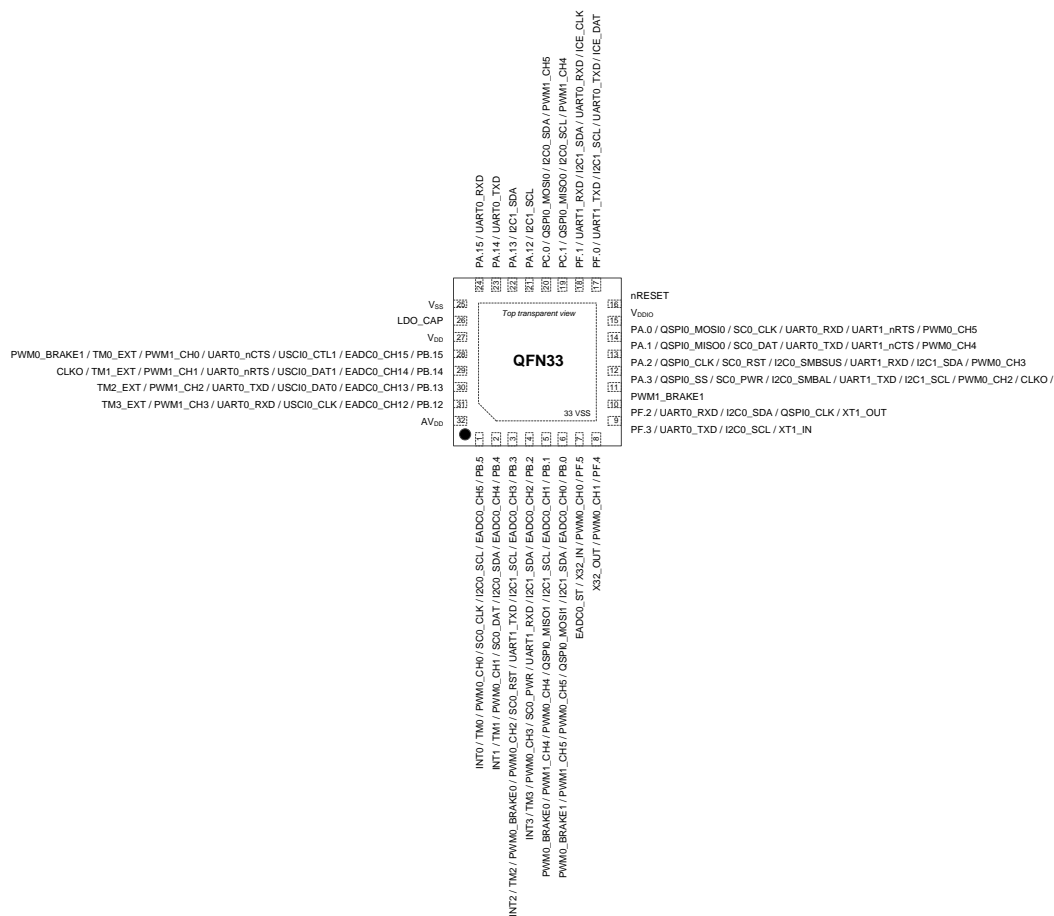 PA.15 / UART0_RXD
PA.14 / UART0_TXD
PA.13 / I2C1_SDA
PA.12 / I2C1_SCL
PC.0 / QSPI0_MOSI0 / I2C0_SDA / PWM1_CH5
PC.1 / QSPI0_MISO0 / I2C0_SCL / PWM1_CH4
PF.1 / UART1_RXD / I2C1_SDA / UART0_RXD / ICE_CLK
PF.0 / UART1_TXD / I2C1_SCL / UART0_TXD / ICE_DAT
24
23
22
21
20
19
18
17
VSS
LDO_CAP
VDD
PWM0_BRAKE1 / TM0_EXT / PWM1_CH0 / UART0_nCTS / USCI0_CTL1 / EADC0_CH15 / PB.15
CLKO / TM1_EXT / PWM1_CH1 / UART0_nRTS / USCI0_DAT1 / EADC0_CH14 / PB.14
TM2_EXT / PWM1_CH2 / UART0_TXD / USCI0_DAT0 / EADC0_CH13 / PB.13
TM3_EXT / PWM1_CH3 / UART0_RXD / USCI0_CLK / EADC0_CH12 / PB.12
AVDD
25
26
27
28
29
30
31
32
Top transparent view
QFN33
33 VSS
16
15
14
13
12
11
10
9
nRESET
VDDIO
PA.0 / QSPI0_MOSI0 / SC0_CLK / UART0_RXD / UART1_nRTS / PWM0_CH5
PA.1 / QSPI0_MISO0 / SC0_DAT / UART0_TXD / UART1_nCTS / PWM0_CH4
PA.2 / QSPI0_CLK / SC0_RST / I2C0_SMBSUS / UART1_RXD / I2C1_SDA / PWM0_CH3
PA.3 / QSPI0_SS / SC0_PWR / I2C0_SMBAL / UART1_TXD / I2C1_SCL / PWM0_CH2 / CLKO /
PWM1_BRAKE1
PF.2 / UART0_RXD / I2C0_SDA / QSPI0_CLK / XT1_OUT
PF.3 / UART0_TXD / I2C0_SCL / XT1_IN
1
2
3
4
5
6
7
8
INT0 / TM0 / PWM0_CH0 / SC0_CLK / I2C0_SCL / EADC0_CH5 / PB.5
INT1 / TM1 / PWM0_CH1 / SC0_DAT / I2C0_SDA / EADC0_CH4 / PB.4
INT2 / TM2 / PWM0_BRAKE0 / PWM0_CH2 / SC0_RST / UART1_TXD / I2C1_SCL / EADC0_CH3 / PB.3
INT3 / TM3 / PWM0_CH3 / SC0_PWR / UART1_RXD / I2C1_SDA / EADC0_CH2 / PB.2
PWM0_BRAKE0 / PWM1_CH4 / PWM0_CH4 / QSPI0_MISO1 / I2C1_SCL / EADC0_CH1 / PB.1
PWM0_BRAKE1 / PWM1_CH5 / PWM0_CH5 / QSPI0_MOSI1 / I2C1_SDA / EADC0_CH0 / PB.0
EADC0_ST / X32_IN / PWM0_CH0 / PF.5
X32_OUT / PWM0_CH1 / PF.4